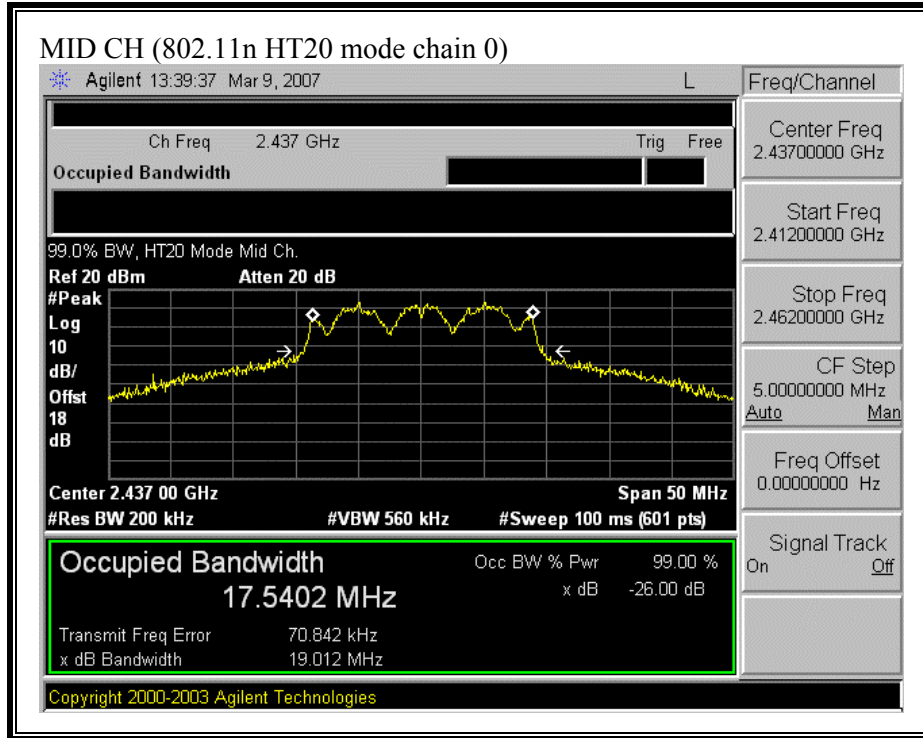 MID CH (802.11n HT20 mode chain 0)
Agilent 13:39:37 Mar 9, 2007 L
Freq/Channel
Ch Freq 2.437 GHz Trig Free
Occupied Bandwidth
Center Freq
2.43700000 GHz
Start Freq
2.41200000 GHz
Stop Freq
2.46200000 GHz
CF Step
5.00000000 MHz
Auto Man
Freq Offset
0.00000000 Hz
Signal Track
On Off
99.0% BW, HT20 Mode Mid Ch.
Ref 20 dBm Atten 20 dB
#Peak
Log
10
dB/
Offst
18
dB
Center 2.437 00 GHz Span 50 MHz
#Res BW 200 kHz #VBW 560 kHz #Sweep 100 ms (601 pts)
Occupied Bandwidth Occ BW % Pwr 99.00 %
17.5402 MHz x dB -26.00 dB
Transmit Freq Error 70.842 kHz
x dB Bandwidth 19.012 MHz
Copyright 2000-2003 Agilent Technologies